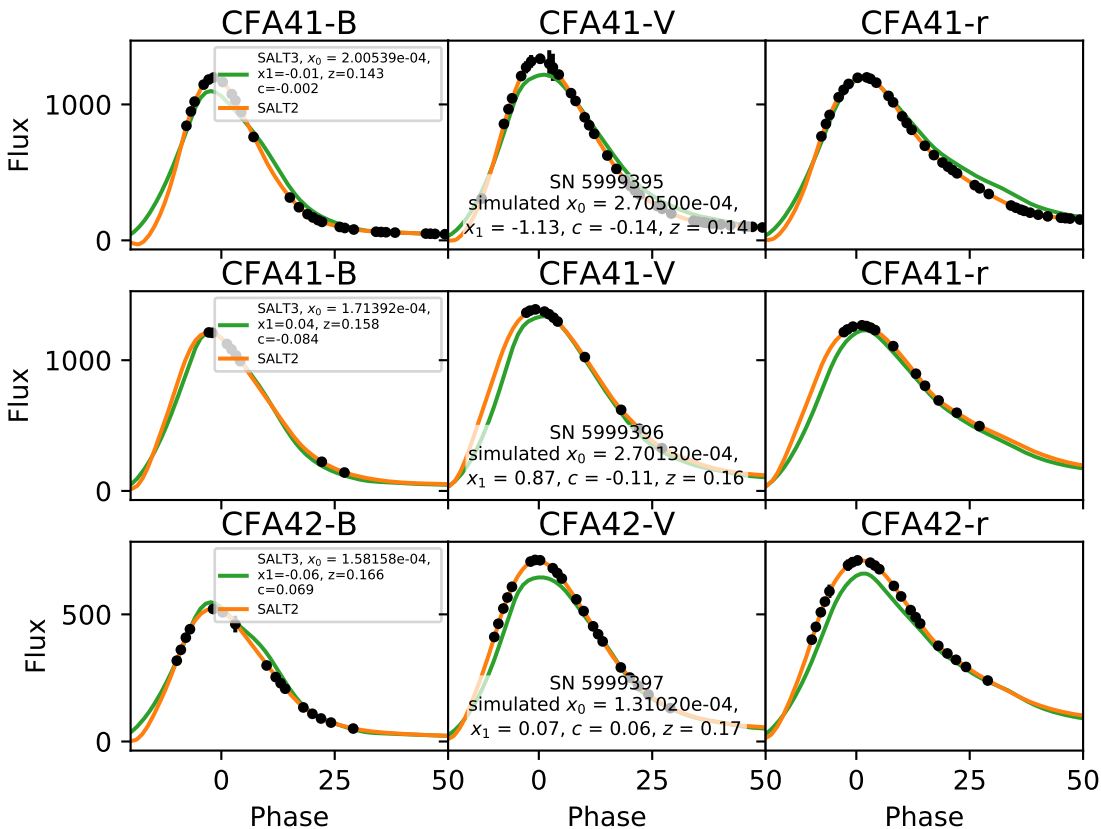 CFA41-B CFA41-V CFA41-r
Flux
1000
0
SALT3, x0 = 2.00539e-04,
x1=-0.01, z=0.143
c=-0.002
SALT2
SN 5999395
simulated x0 = 2.70500e-04,
x1 = -1.13, c = -0.14, z = 0.14
CFA41-B CFA41-V CFA41-r
Flux
1000
0
SALT3, x0 = 1.71392e-04,
x1=0.04, z=0.158
c=-0.084
SALT2
SN 5999396
simulated x0 = 2.70130e-04,
x1 = 0.87, c = -0.11, z = 0.16
CFA42-B CFA42-V CFA42-r
Flux
500
0
SALT3, x0 = 1.58158e-04,
x1=-0.06, z=0.166
c=0.069
SALT2
SN 5999397
simulated x0 = 1.31020e-04,
x1 = 0.07, c = 0.06, z = 0.17
0 25 50 0 25 50 0 25 50
Phase Phase Phase